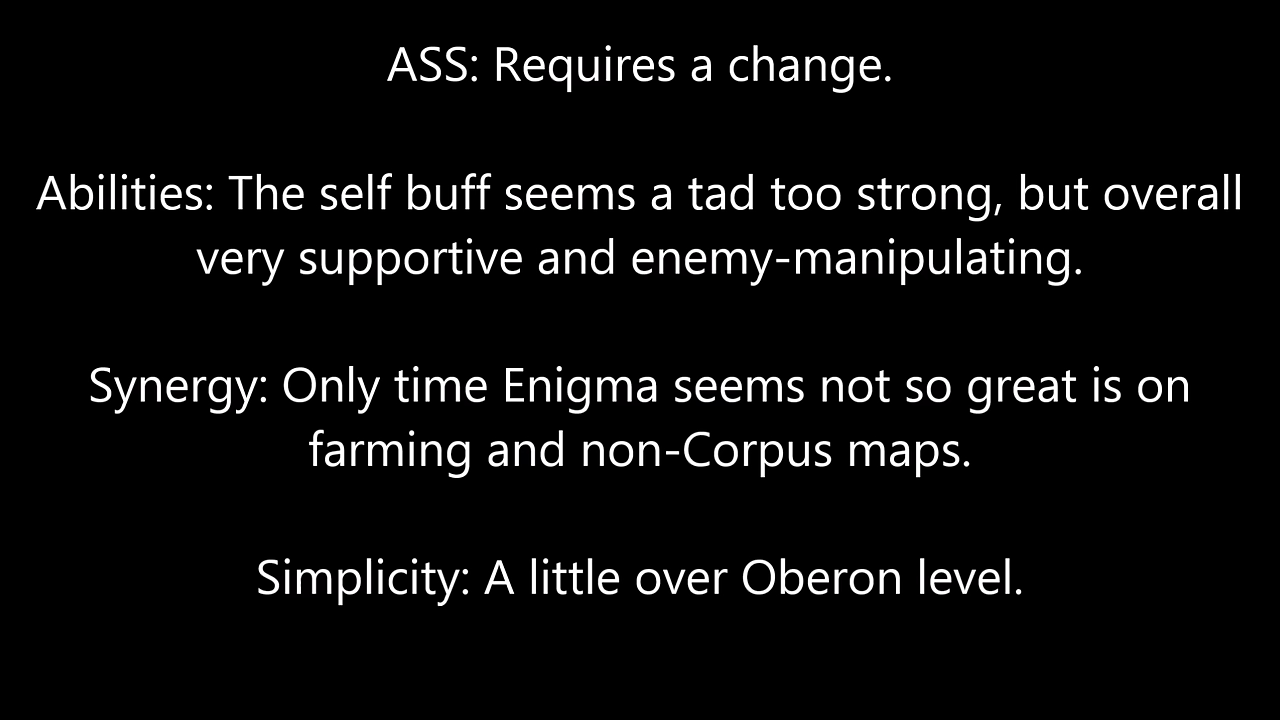 ASS: Requires a change.
Abilities: The self buff seems a tad too strong, but overall
very supportive and enemy-manipulating.
Synergy: Only time Enigma seems not so great is on
farming and non-Corpus maps.
Simplicity: A little over Oberon level.